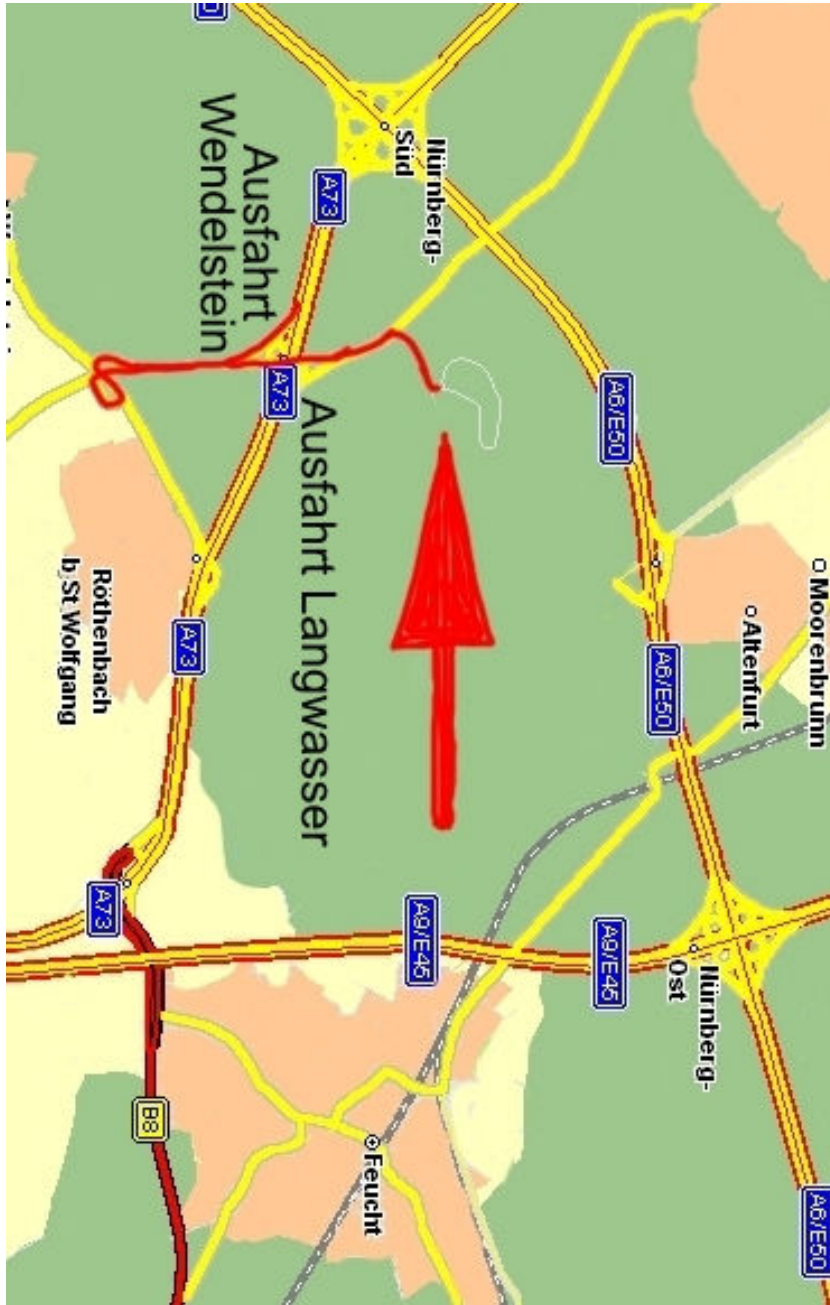 Moorenbrunn
A6/E50
Altenfurt
Nürnberg-
Ost
A6/E50
A6/E50
A9/E45
Nürnberg-
Süd
A9/E45
Feucht
A73
Ausfahrt Langwasser
A73
Ausfahrt
Wendelstein
A73
B8
A73
Röthenbach
b.St.Wolfgang